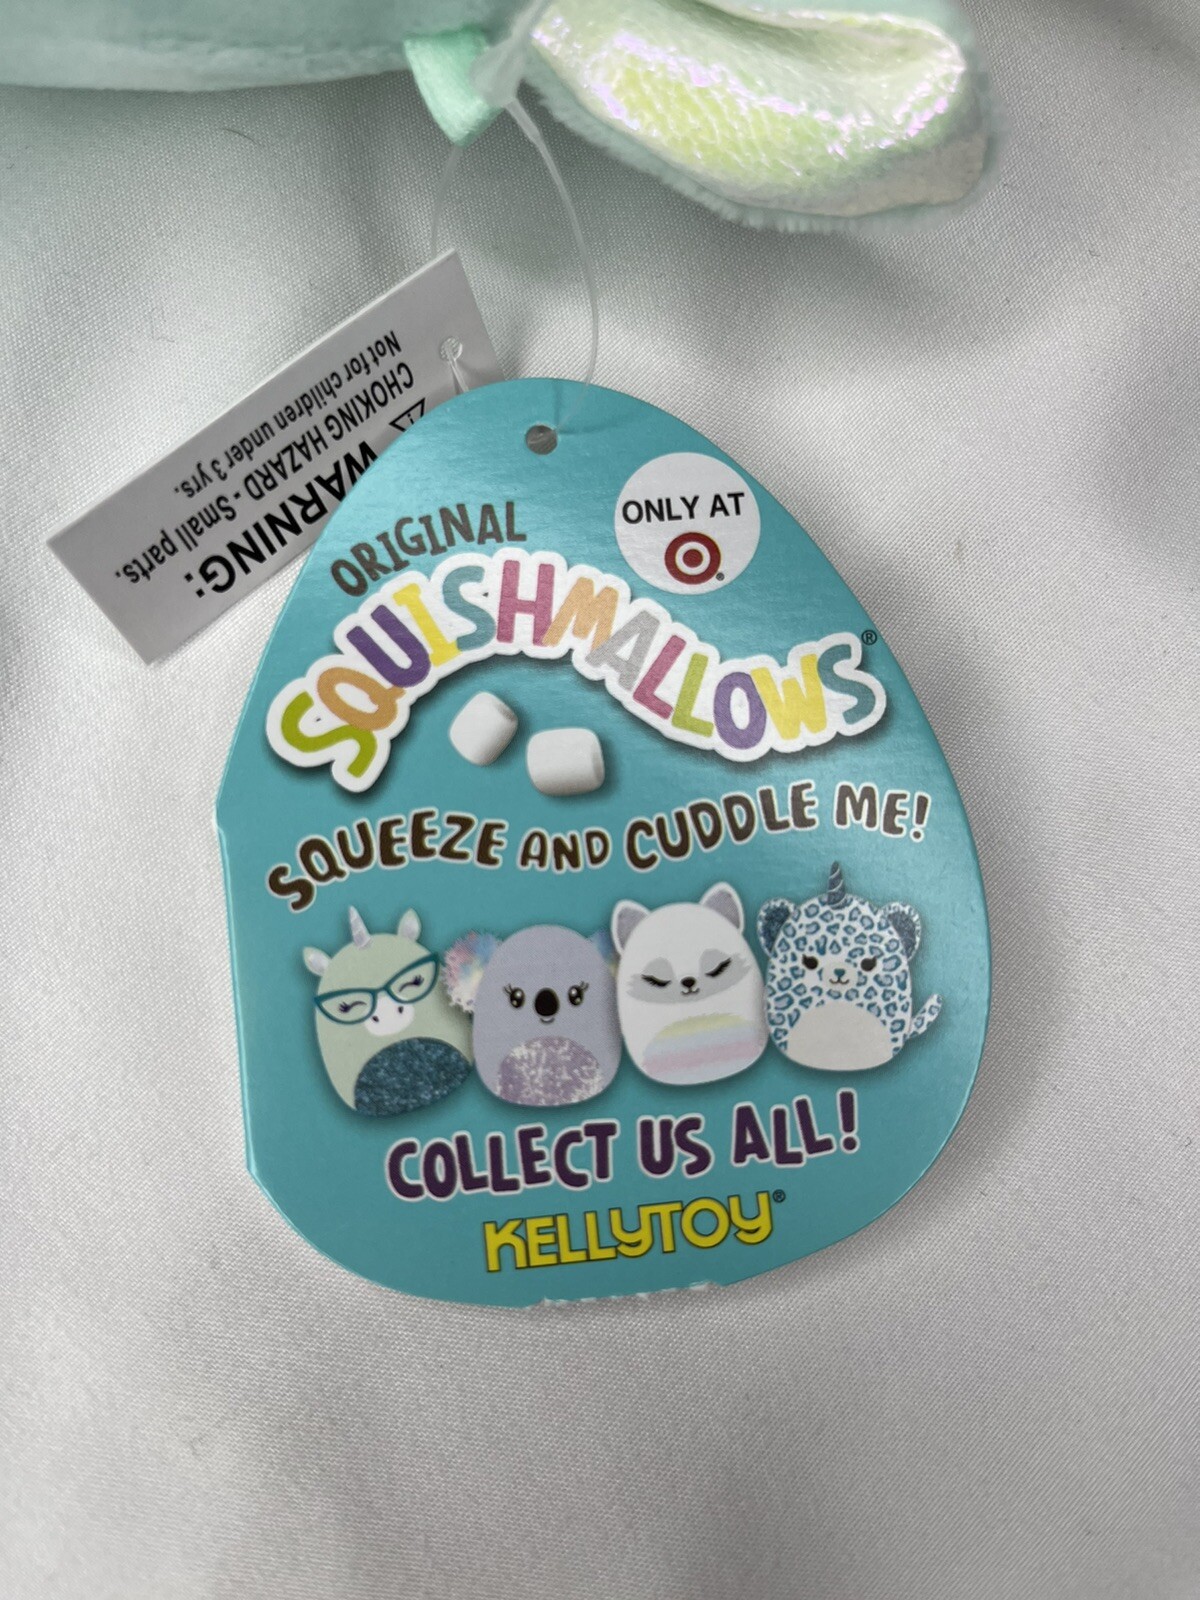 WARNING:
CHOKING HAZARD - Small parts.
Not for children under 3 yrs.
ONLY AT
ORIGINAL
SQUISHMALLOWS®
SQUEEZE AND CUDDLE ME!
COLLECT US ALL!
KELLYTOY®